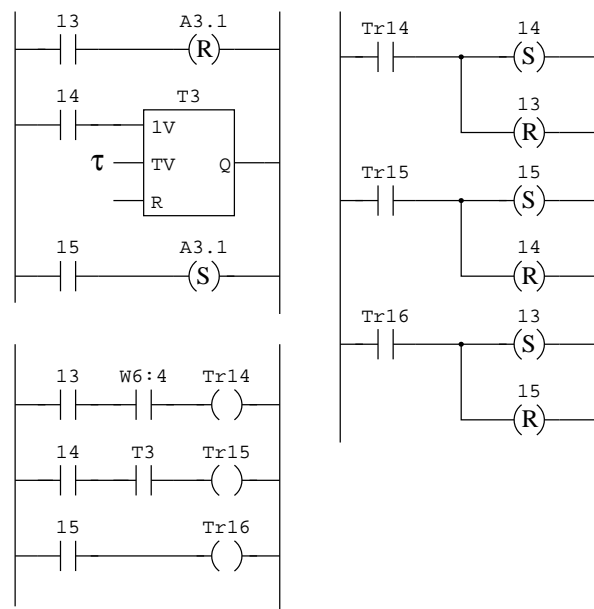 13 A3.1
R
14 T3
1V
τ TV Q
R
15 A3.1
S
13 W6:4 Tr14
14 T3 Tr15
15 Tr16
Tr14 14
S
13
R
Tr15 15
S
14
R
Tr16 13
S
15
R